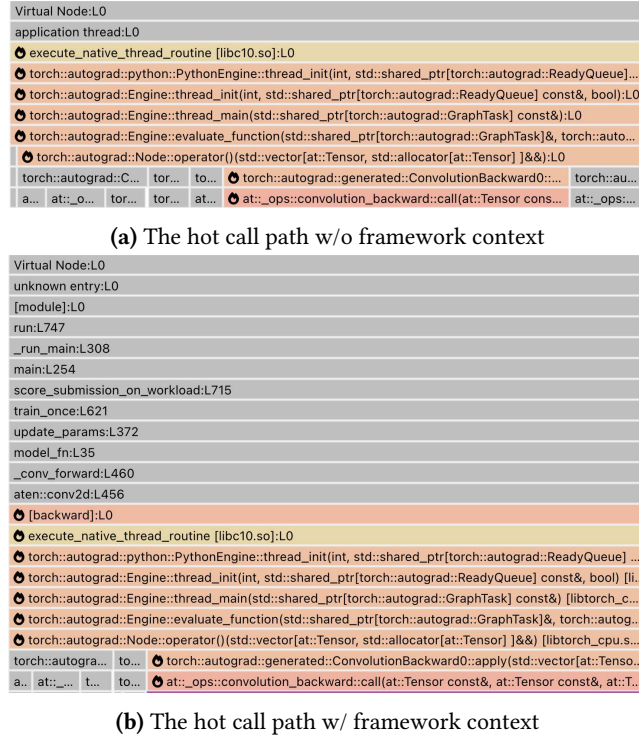 Virtual Node:L0
application thread:L0
execute_native_thread_routine [libc10.so]:L0
torch::autograd::python::PythonEngine::thread_init(int, std::shared_ptr[torch::autograd::ReadyQueue]...
torch::autograd::Engine::thread_init(int, std::shared_ptr[torch::autograd::ReadyQueue] const&, bool):L0
torch::autograd::Engine::thread_main(std::shared_ptr[torch::autograd::GraphTask] const&):L0
torch::autograd::Engine::evaluate_function(std::shared_ptr[torch::autograd::GraphTask]&, torch::auto...
torch::autograd::Node::operator()(std::vector[at::Tensor, std::allocator[at::Tensor] ]&&):L0
torch::autograd::C... tor... to... torch::autograd::generated::ConvolutionBackward0::... torch::au...
a... at::_o... tor... tor... at... at::_ops::convolution_backward::call(at::Tensor cons... at::_ops:...
(a) The hot call path w/o framework context
Virtual Node:L0
unknown entry:L0
[module]:L0
run:L747
_run_main:L308
main:L254
score_submission_on_workload:L715
train_once:L621
update_params:L372
model_fn:L35
_conv_forward:L460
aten::conv2d:L456
[backward]:L0
execute_native_thread_routine [libc10.so]:L0
torch::autograd::python::PythonEngine::thread_init(int, std::shared_ptr[torch::autograd::ReadyQueue] ...
torch::autograd::Engine::thread_init(int, std::shared_ptr[torch::autograd::ReadyQueue] const&, bool) [li...
torch::autograd::Engine::thread_main(std::shared_ptr[torch::autograd::GraphTask] const&) [libtorch_c...
torch::autograd::Engine::evaluate_function(std::shared_ptr[torch::autograd::GraphTask]&, torch::autog...
torch::autograd::Node::operator()(std::vector[at::Tensor, std::allocator[at::Tensor] ]&&) [libtorch_cpu.s...
torch::autogra... to... torch::autograd::generated::ConvolutionBackward0::apply(std::vector[at::Tenso...
a.. at::_... t... to... at::_ops::convolution_backward::call(at::Tensor const&, at::Tensor const&, at::T...
(b) The hot call path w/ framework context